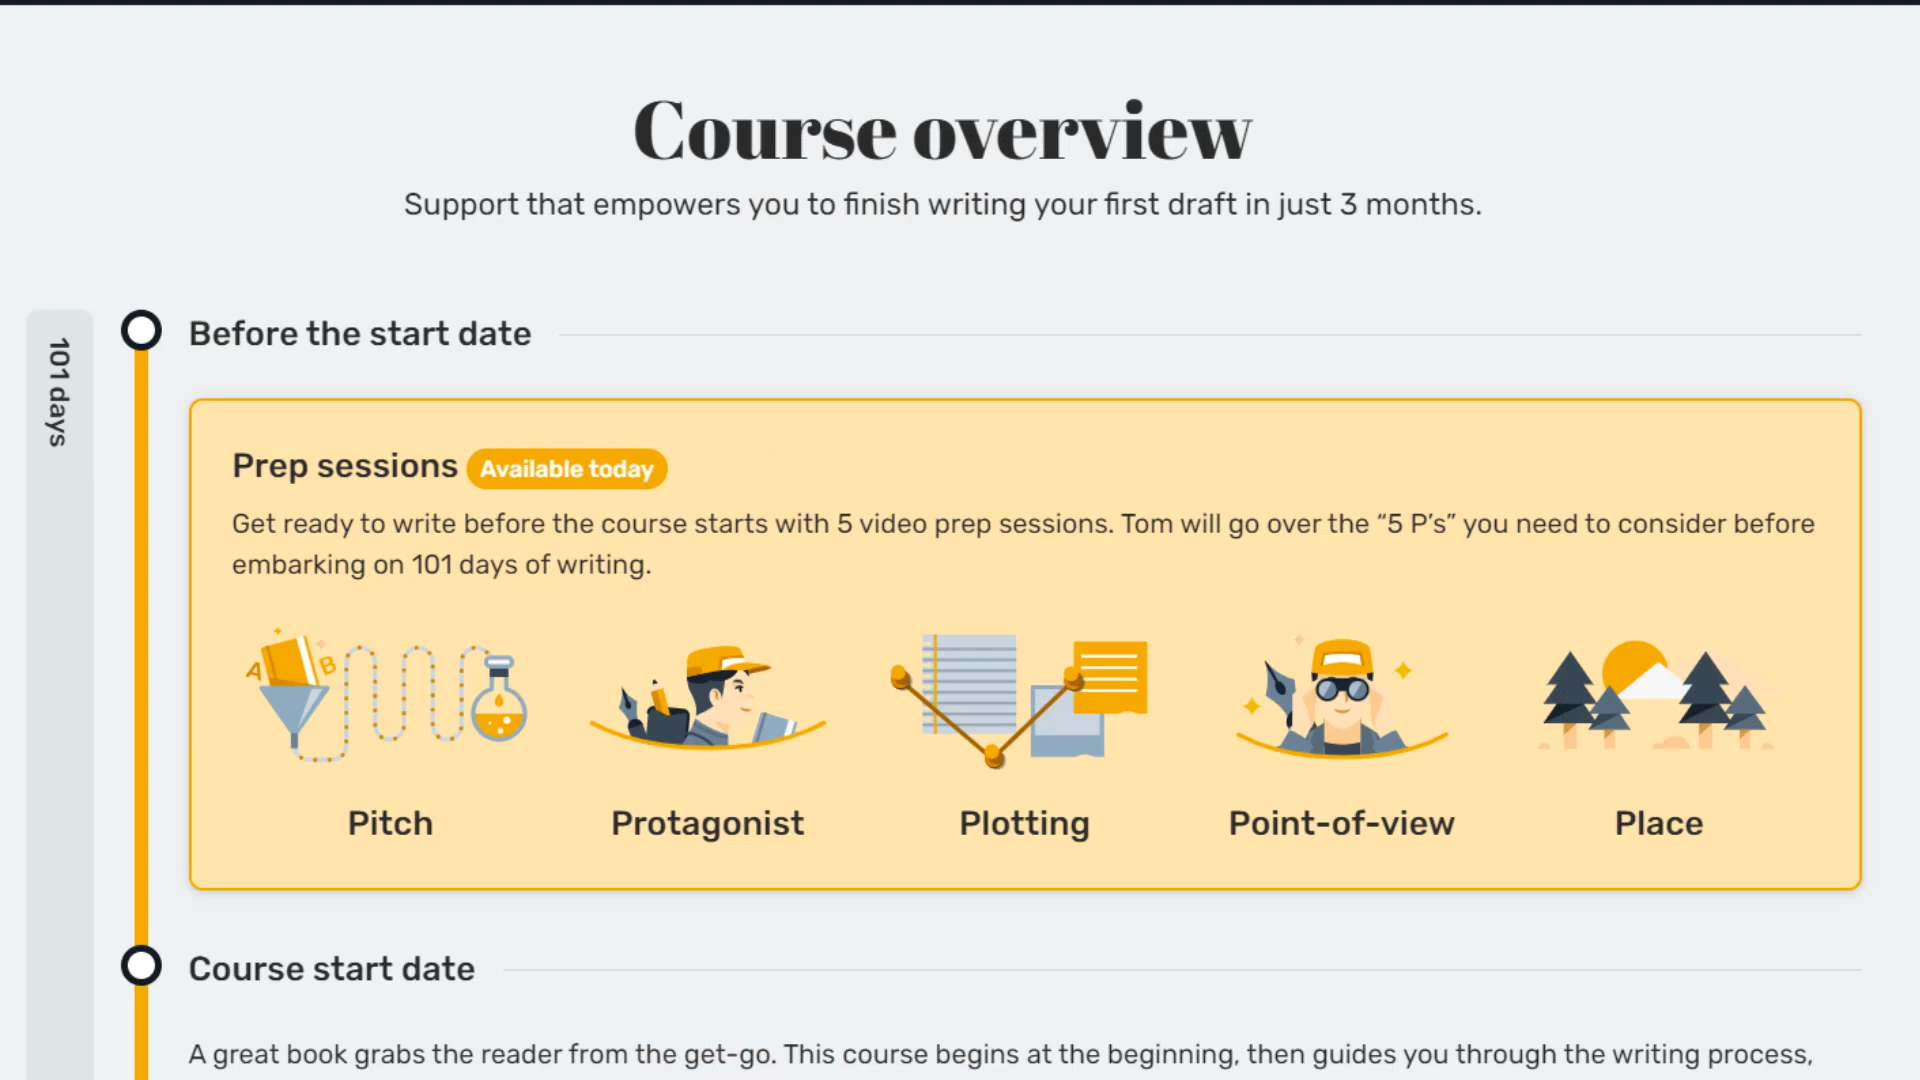 Course overview
Support that empowers you to finish writing your first draft in just 3 months.
101 days
Before the start date
Prep sessions Available today
Get ready to write before the course starts with 5 video prep sessions. Tom will go over the “5 P’s” you need to consider before
embarking on 101 days of writing.
A B
Pitch Protagonist Plotting Point-of-view Place
Course start date
A great book grabs the reader from the get-go. This course begins at the beginning, then guides you through the writing process,